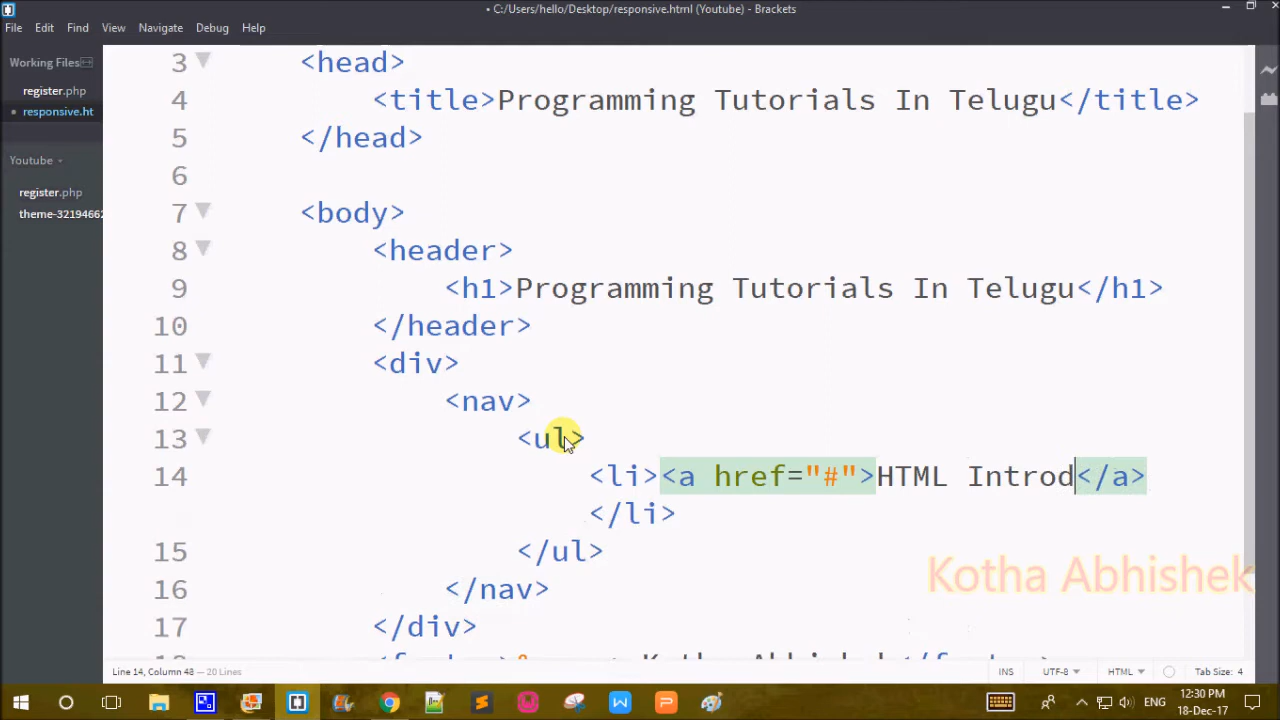 • C:/Users/hello/Desktop/responsive.html (Youtube) - Brackets
File Edit Find View Navigate Debug Help
Working Files
register.php
• responsive.ht
Youtube
register.php
theme-3219466
3 <head>
4 <title>Programming Tutorials In Telugu</title>
5 </head>
6
7 <body>
8 <header>
9 <h1>Programming Tutorials In Telugu</h1>
10 </header>
11 <div>
12 <nav>
13 <ul>
14 <li><a href="#">HTML Introd</a>
</li>
15 </ul>
16 </nav>
17 </div>
Kotha Abhishek
Line 14, Column 48 — 20 Lines
INS UTF-8 HTML Tab Size: 4
ENG 12:30 PM
18-Dec-17